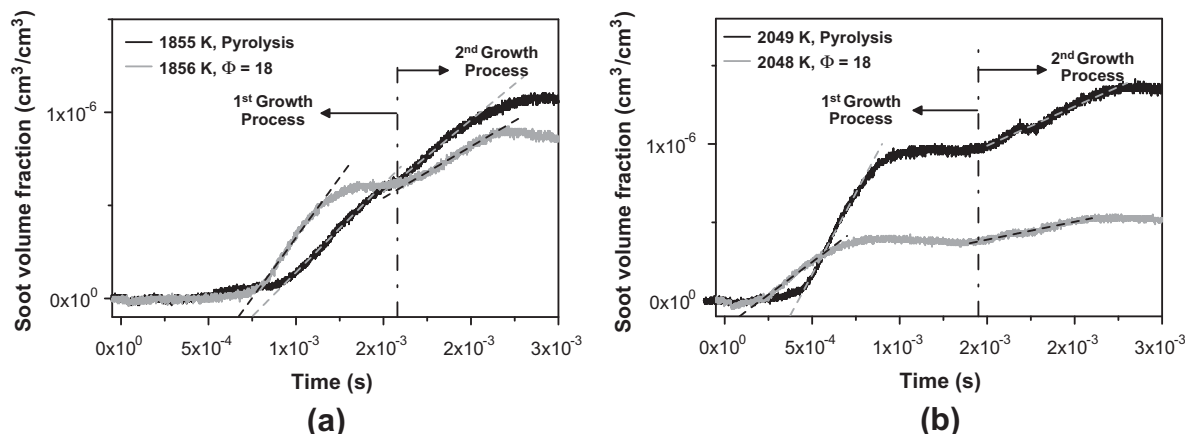 1855 K, Pyrolysis
1856 K, Φ = 18
2nd Growth
Process
1st Growth
Process
Soot volume fraction (cm3/cm3)
1x10-6
0x100
0x100
5x10-4
1x10-3
2x10-3
2x10-3
3x10-3
Time (s)
(a)
2049 K, Pyrolysis
2048 K, Φ = 18
2nd Growth
Process
1st Growth
Process
Soot volume fraction (cm3/cm3)
1x10-6
0x100
0x100
5x10-4
1x10-3
2x10-3
2x10-3
3x10-3
Time (s)
(b)